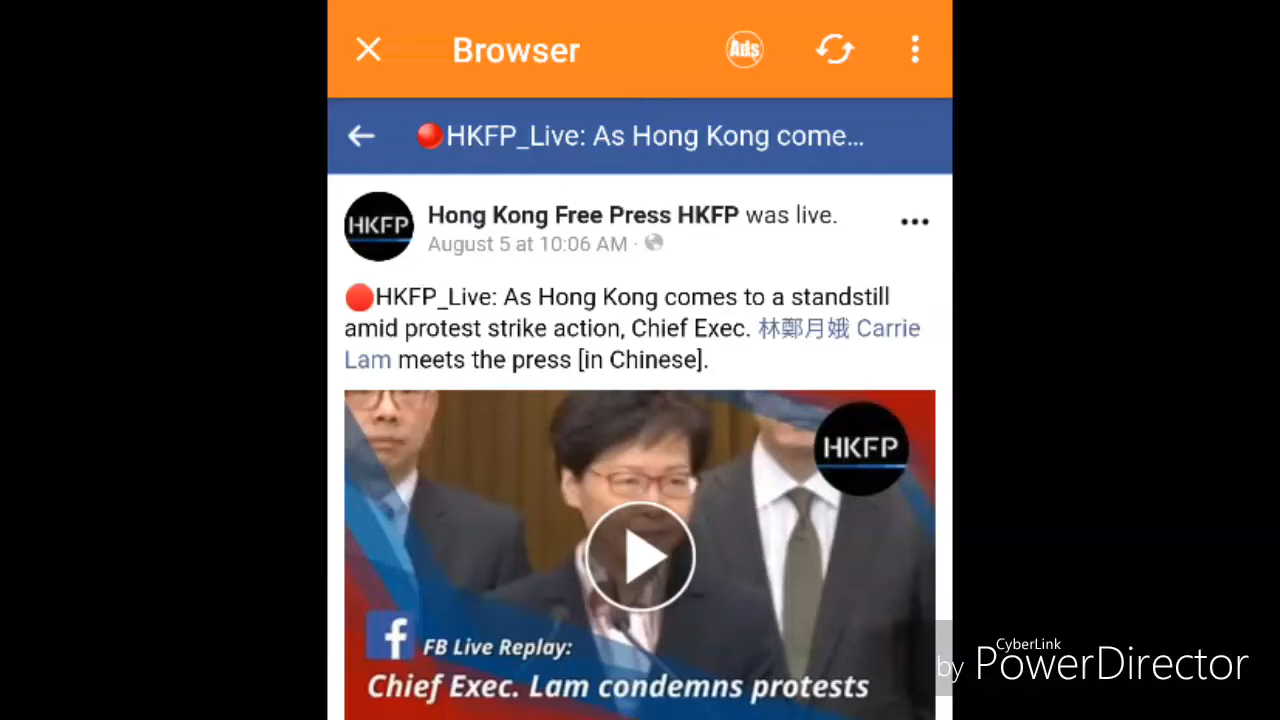 Browser
Ads
🔴HKFP_Live: As Hong Kong come...
HKFP
Hong Kong Free Press HKFP was live.
August 5 at 10:06 AM ·
🔴HKFP_Live: As Hong Kong comes to a standstill
amid protest strike action, Chief Exec. 林鄭月娥 Carrie
Lam meets the press [in Chinese].
HKFP
f FB Live Replay:
Chief Exec. Lam condemns protests
CyberLink
by PowerDirector